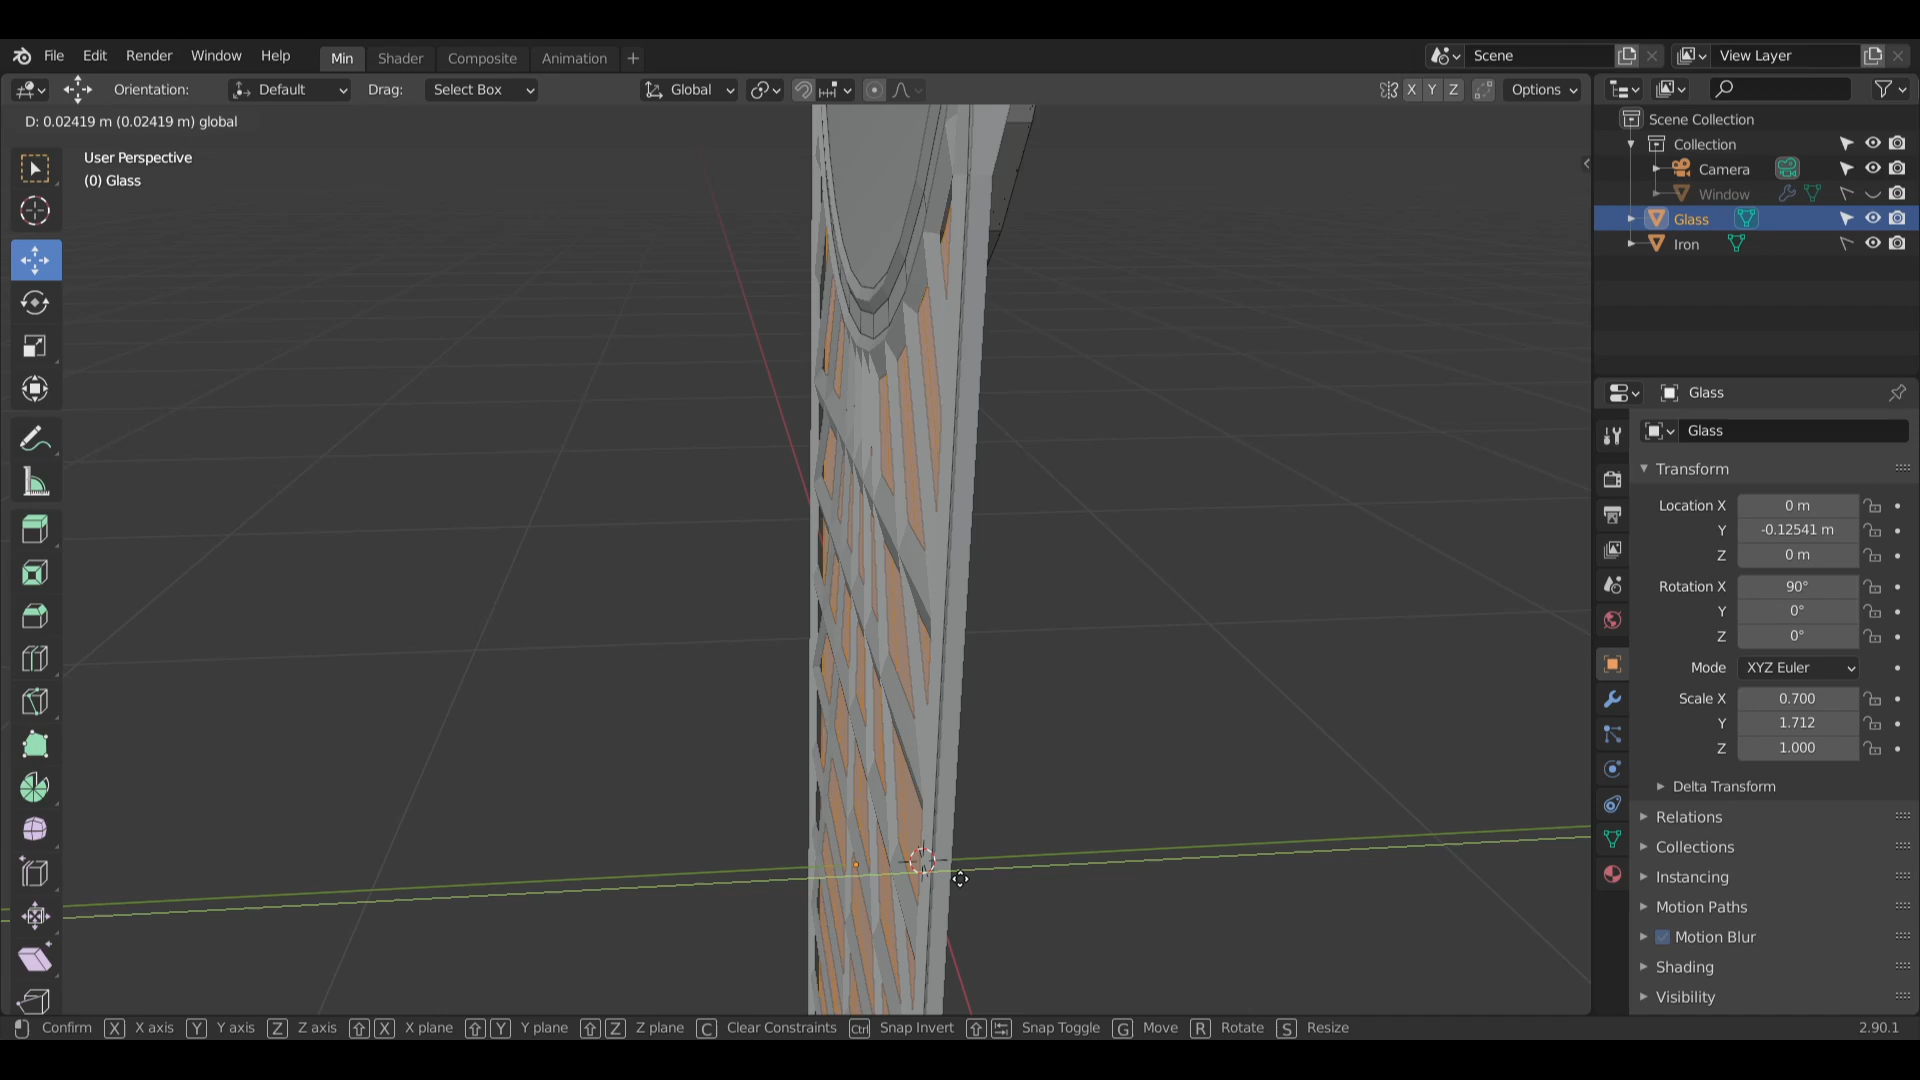 File Edit Render Window Help Min Shader Composite Animation + Scene View Layer
Orientation: Default Drag: Select Box Global X Y Z Options
D: 0.02419 m (0.02419 m) global
User Perspective
(0) Glass
Scene Collection
Collection
Camera
Window
Glass
Iron
Glass
Glass
Transform
Location X 0 m
Y -0.12541 m
Z 0 m
Rotation X 90°
Y 0°
Z 0°
Mode XYZ Euler
Scale X 0.700
Y 1.712
Z 1.000
Delta Transform
Relations
Collections
Instancing
Motion Paths
Motion Blur
Shading
Visibility
Confirm X X axis Y Y axis Z Z axis X X plane Y Y plane Z Z plane C Clear Constraints Ctrl Snap Invert Snap Toggle G Move R Rotate S Resize 2.90.1